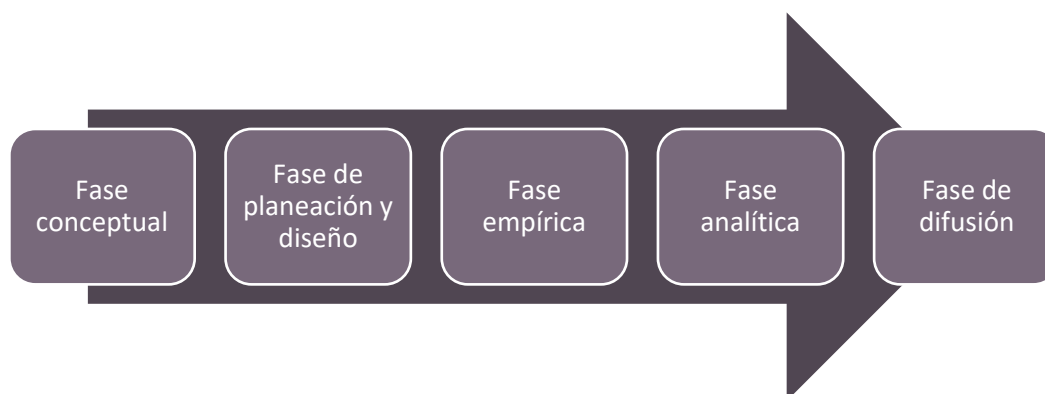 Fase
conceptual
Fase de
planeación y
diseño
Fase
empírica
Fase
analítica
Fase de
difusión